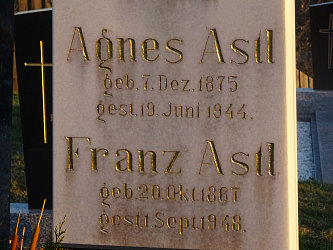 Agnes Astl
geb. 7. Dez. 1875
gest. 19. Juni 1944.
Franz Astl
geb. 20. Okt. 1867
gest. 1. Sept. 1948.